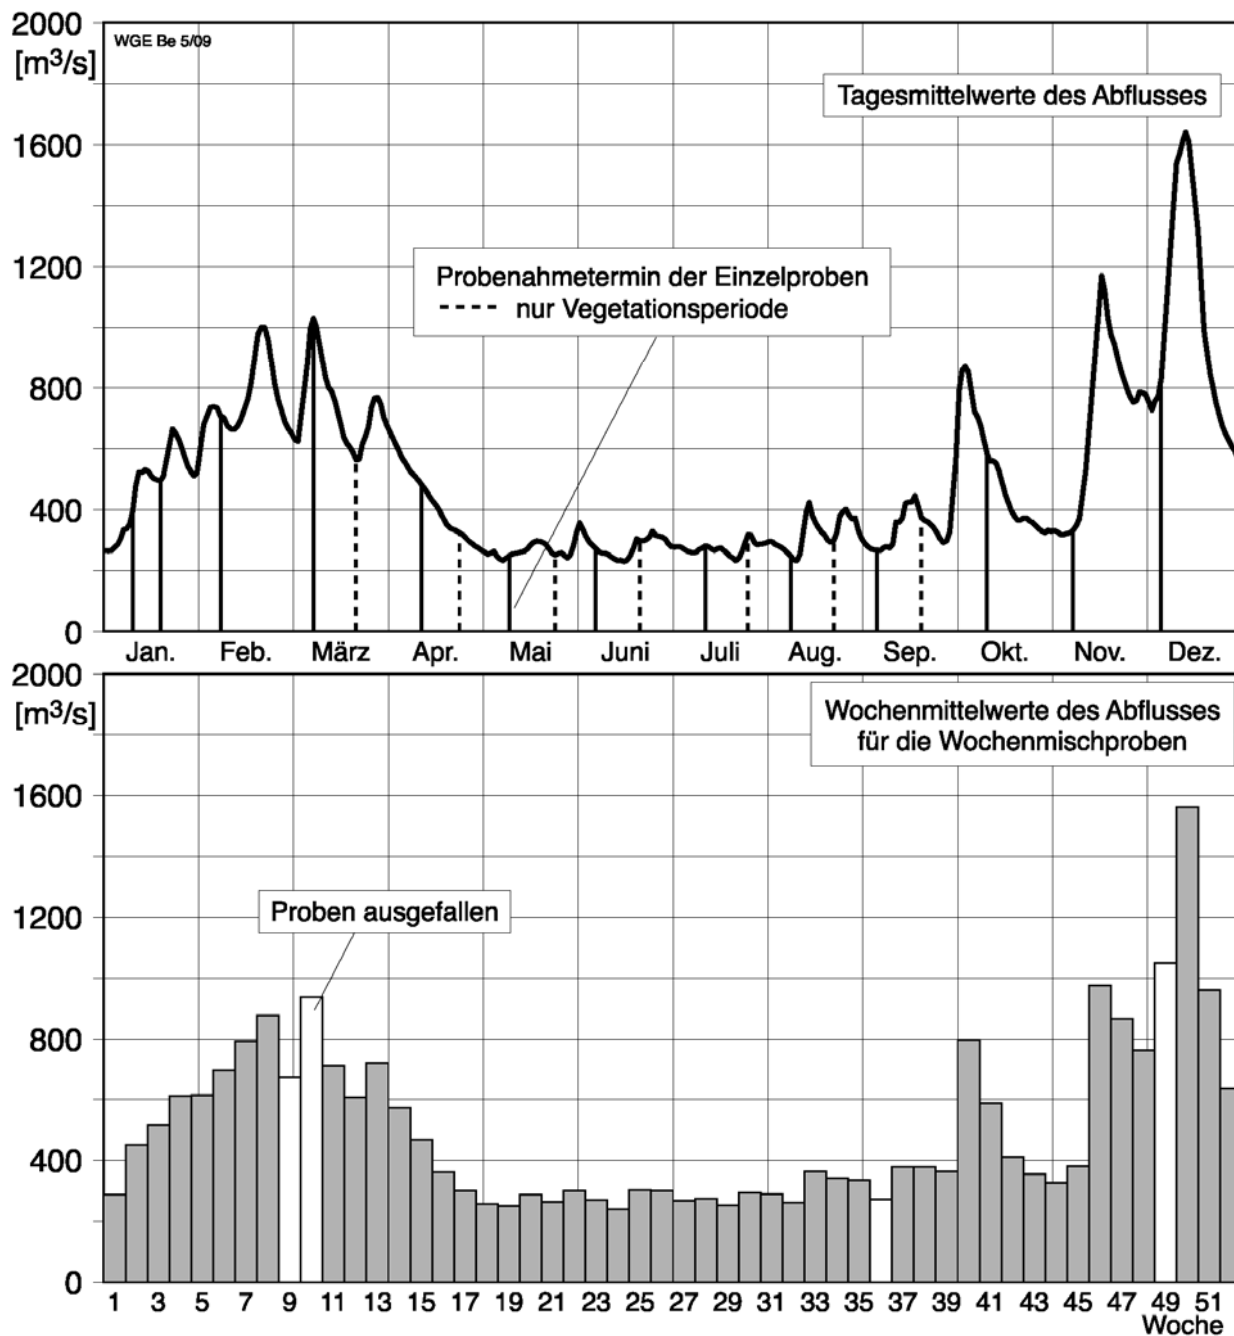 2000
[m³/s]
WGE Be 5/09
Tagesmittelwerte des Abflusses
1600
1200
Probenahmetermin der Einzelproben
nur Vegetationsperiode
800
400
0
Jan. Feb. März Apr. Mai Juni Juli Aug. Sep. Okt. Nov. Dez.
2000
[m³/s]
Wochenmittelwerte des Abflusses
für die Wochenmischproben
1600
1200
Proben ausgefallen
800
400
0
1 3 5 7 9 11 13 15 17 19 21 23 25 27 29 31 33 35 37 39 41 43 45 47 49 51
Woche